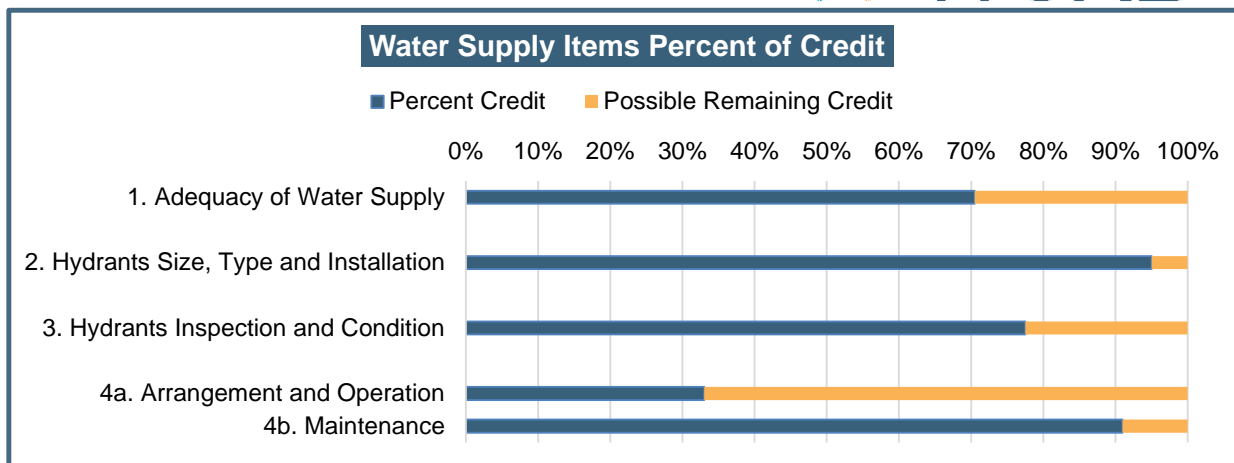 Water Supply Items Percent of Credit
Percent Credit Possible Remaining Credit
0% 10% 20% 30% 40% 50% 60% 70% 80% 90% 100%
1. Adequacy of Water Supply
2. Hydrants Size, Type and Installation
3. Hydrants Inspection and Condition
4a. Arrangement and Operation
4b. Maintenance